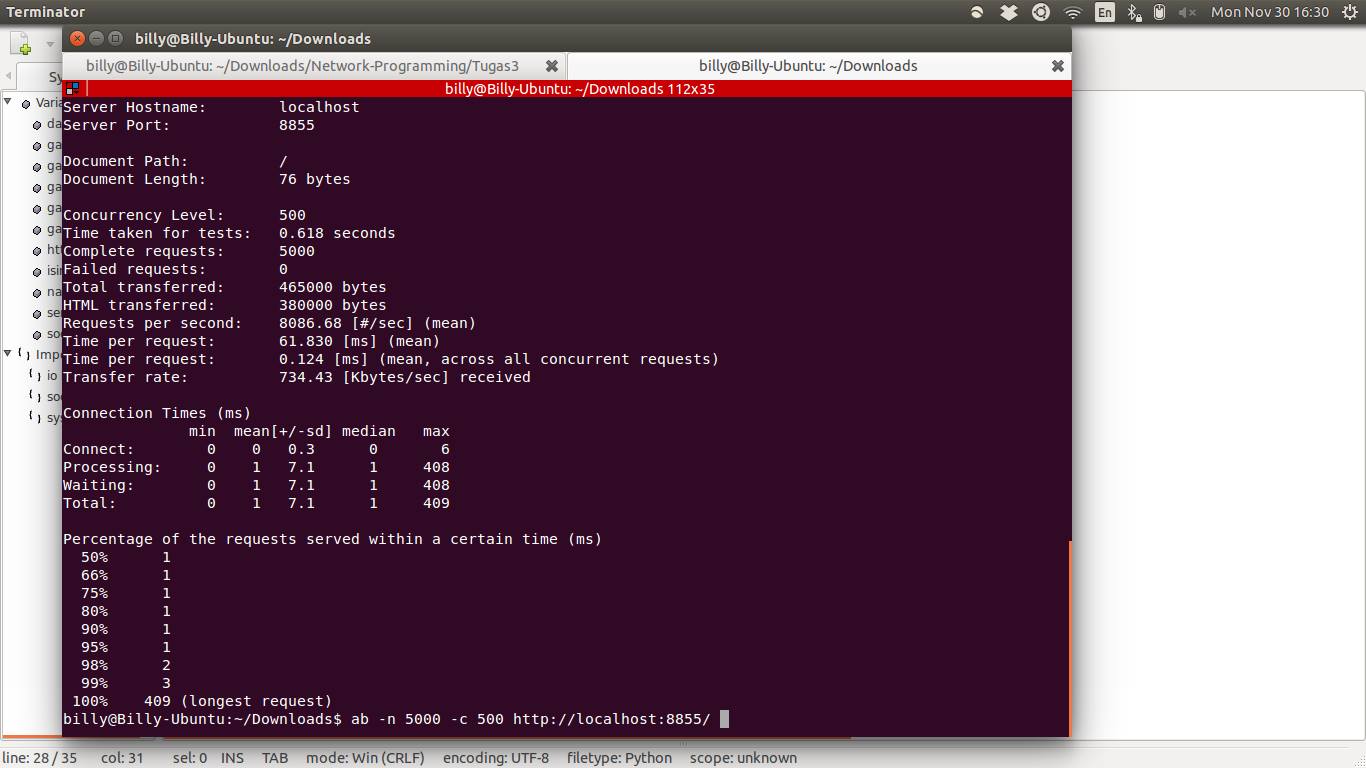 Terminator
En
Mon Nov 30 16:30
billy@Billy-Ubuntu: ~/Downloads
billy@Billy-Ubuntu: ~/Downloads/Network-Programming/Tugas3
billy@Billy-Ubuntu: ~/Downloads
billy@Billy-Ubuntu: ~/Downloads 112x35
Sy
Varia
da
ga
ga
ga
ga
ga
htt
isin
na
ser
so
Impo
io
so
sys
Server Hostname: localhost
Server Port: 8855
Document Path: /
Document Length: 76 bytes
Concurrency Level: 500
Time taken for tests: 0.618 seconds
Complete requests: 5000
Failed requests: 0
Total transferred: 465000 bytes
HTML transferred: 380000 bytes
Requests per second: 8086.68 [#/sec] (mean)
Time per request: 61.830 [ms] (mean)
Time per request: 0.124 [ms] (mean, across all concurrent requests)
Transfer rate: 734.43 [Kbytes/sec] received
Connection Times (ms)
min mean[+/-sd] median max
Connect: 0 0 0.3 0 6
Processing: 0 1 7.1 1 408
Waiting: 0 1 7.1 1 408
Total: 0 1 7.1 1 409
Percentage of the requests served within a certain time (ms)
50% 1
66% 1
75% 1
80% 1
90% 1
95% 1
98% 2
99% 3
100% 409 (longest request)
billy@Billy-Ubuntu:~/Downloads$ ab -n 5000 -c 500 http://localhost:8855/
line: 28 / 35 col: 31 sel: 0 INS TAB mode: Win (CRLF) encoding: UTF-8 filetype: Python scope: unknown